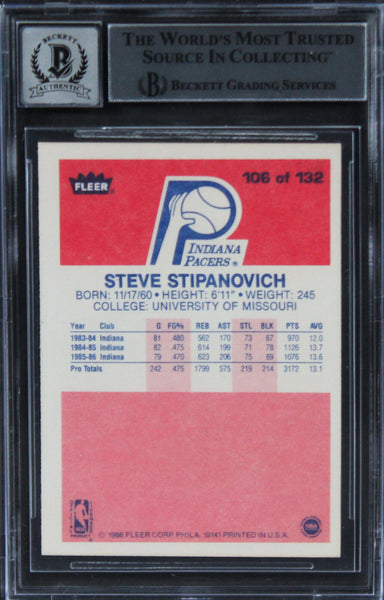 BECKETT
AUTHENTIC
THE WORLD'S MOST TRUSTED
SOURCE IN COLLECTING™
BECKETT GRADING SERVICES
FLEER
106 of 132
INDIANA
PACERS®
STEVE STIPANOVICH
BORN: 11/17/60 • HEIGHT: 6'11" • WEIGHT: 245
COLLEGE: UNIVERSITY OF MISSOURI
Year Club G FG% REB AST STL BLK PTS AVG
1983-84 Indiana 81 .480 562 170 73 67 970 12.0
1984-85 Indiana 82 .475 614 199 71 78 1126 13.7
1985-86 Indiana 79 .470 623 206 75 69 1076 13.6
Pro Totals 242 .475 1799 575 219 214 3172 13.1
© 1986 FLEER CORP. PHILA. 19141 PRINTED IN U.S.A.